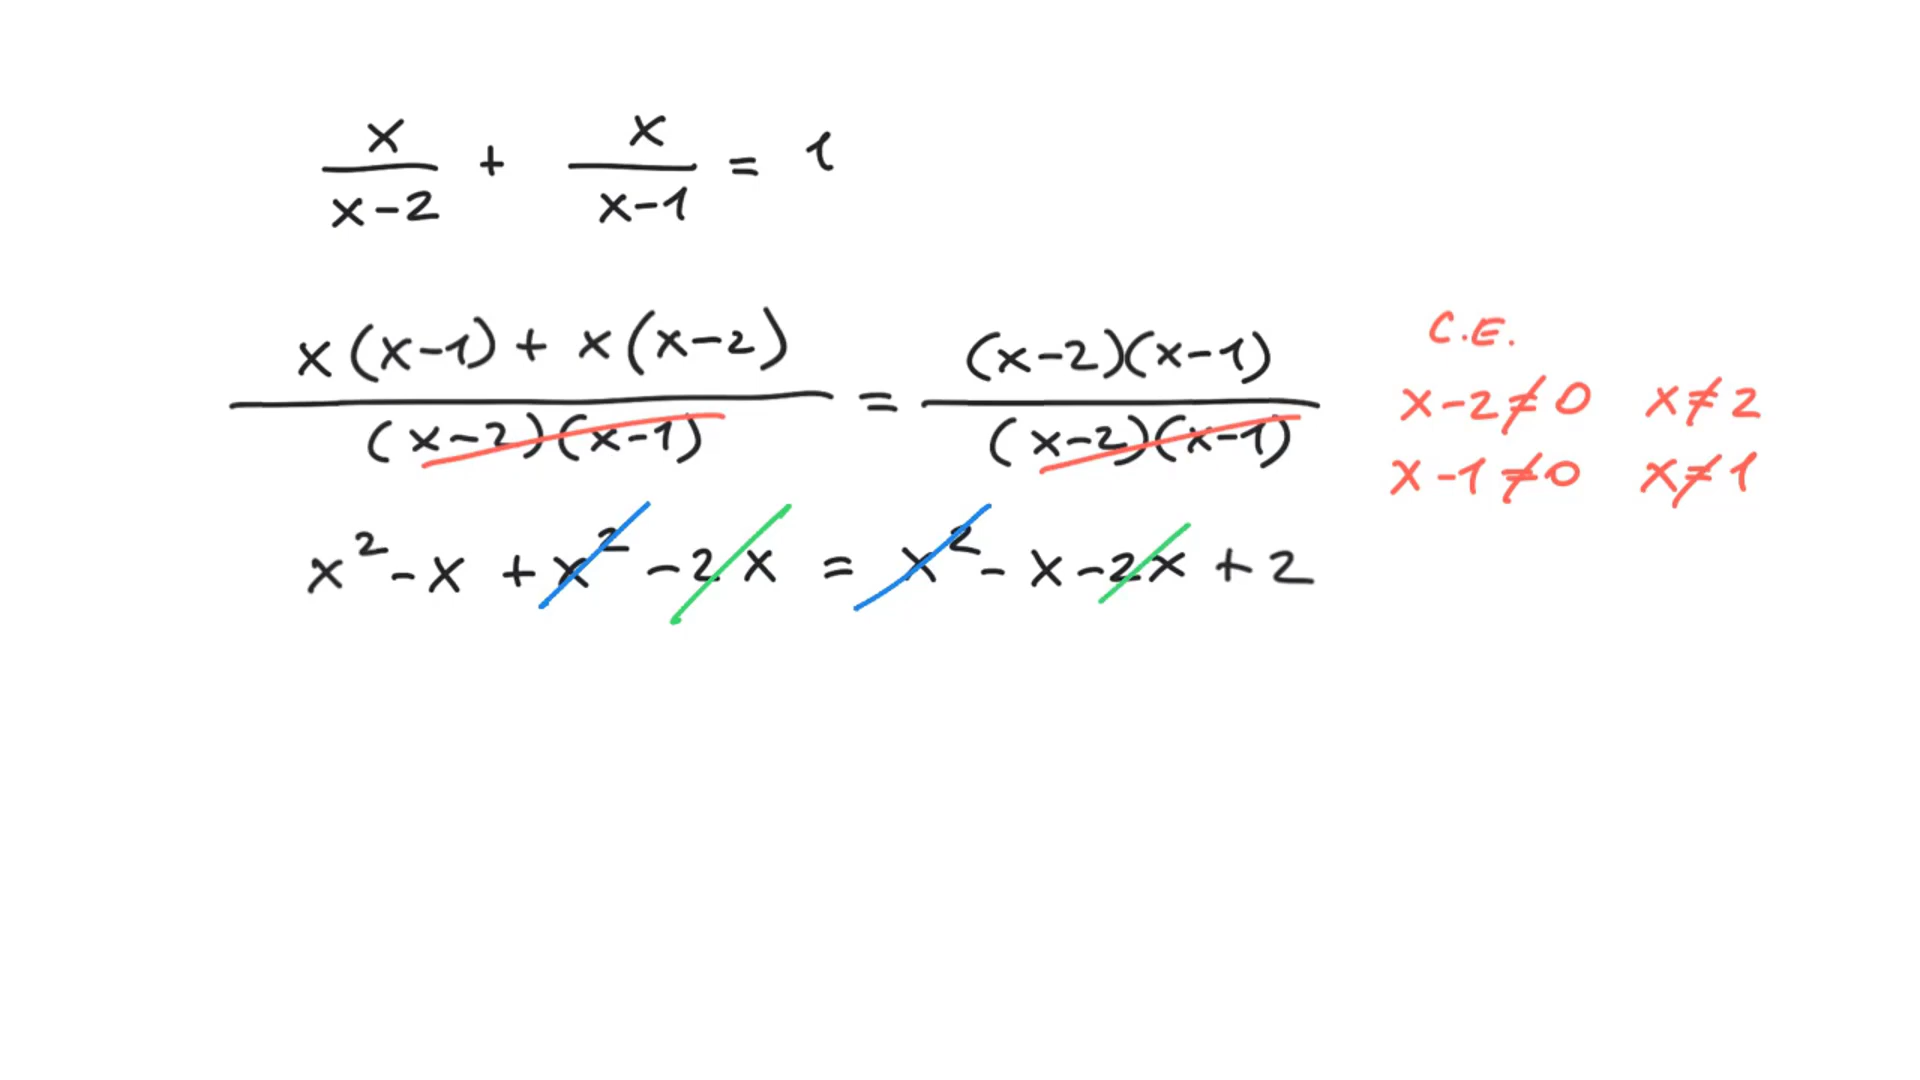 x/(x-2) + x/(x-1) = 1
(x(x-1) + x(x-2))/((x-2)(x-1)) = ((x-2)(x-1))/((x-2)(x-1))
C.E.
x-2≠0 x≠2
x-1≠0 x≠1
x² - x + x² - 2x = x² - x - 2x + 2